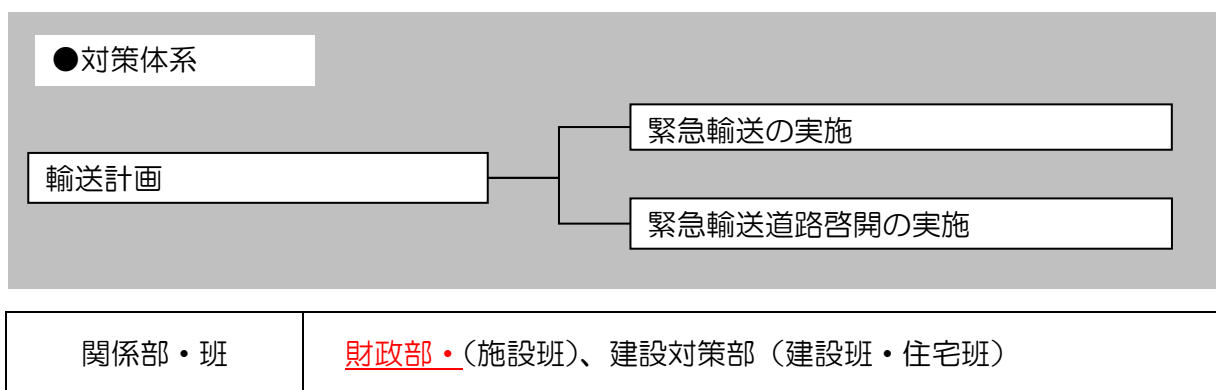 ●対策体系
緊急輸送の実施
輸送計画
緊急輸送道路啓開の実施
関係部・班
財政部・(施設班)、建設対策部（建設班・住宅班）